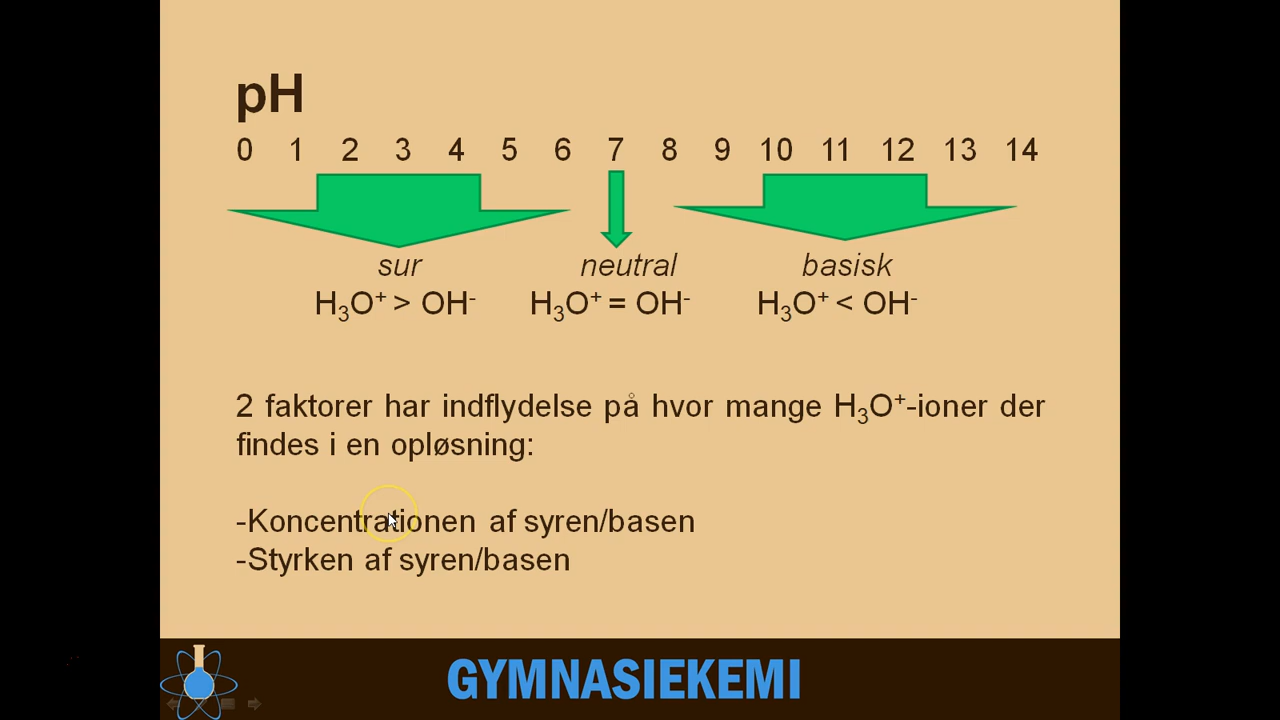 pH
0 1 2 3 4 5 6 7 8 9 10 11 12 13 14
sur neutral basisk
H₃O⁺ > OH⁻ H₃O⁺ = OH⁻ H₃O⁺ < OH⁻
2 faktorer har indflydelse på hvor mange H₃O⁺-ioner der
findes i en opløsning:
-Koncentrationen af syren/basen
-Styrken af syren/basen
GYMNASIEKEMI